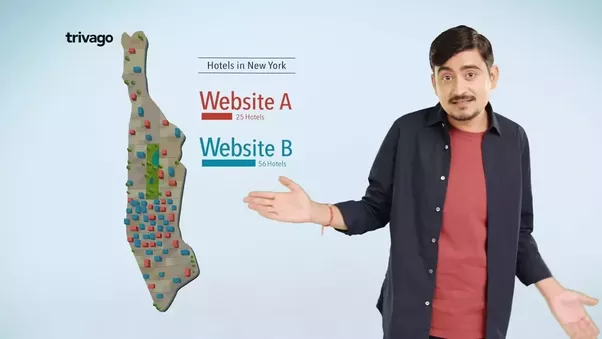 trivago
Hotels in New York
Website A
25 Hotels
Website B
56 Hotels